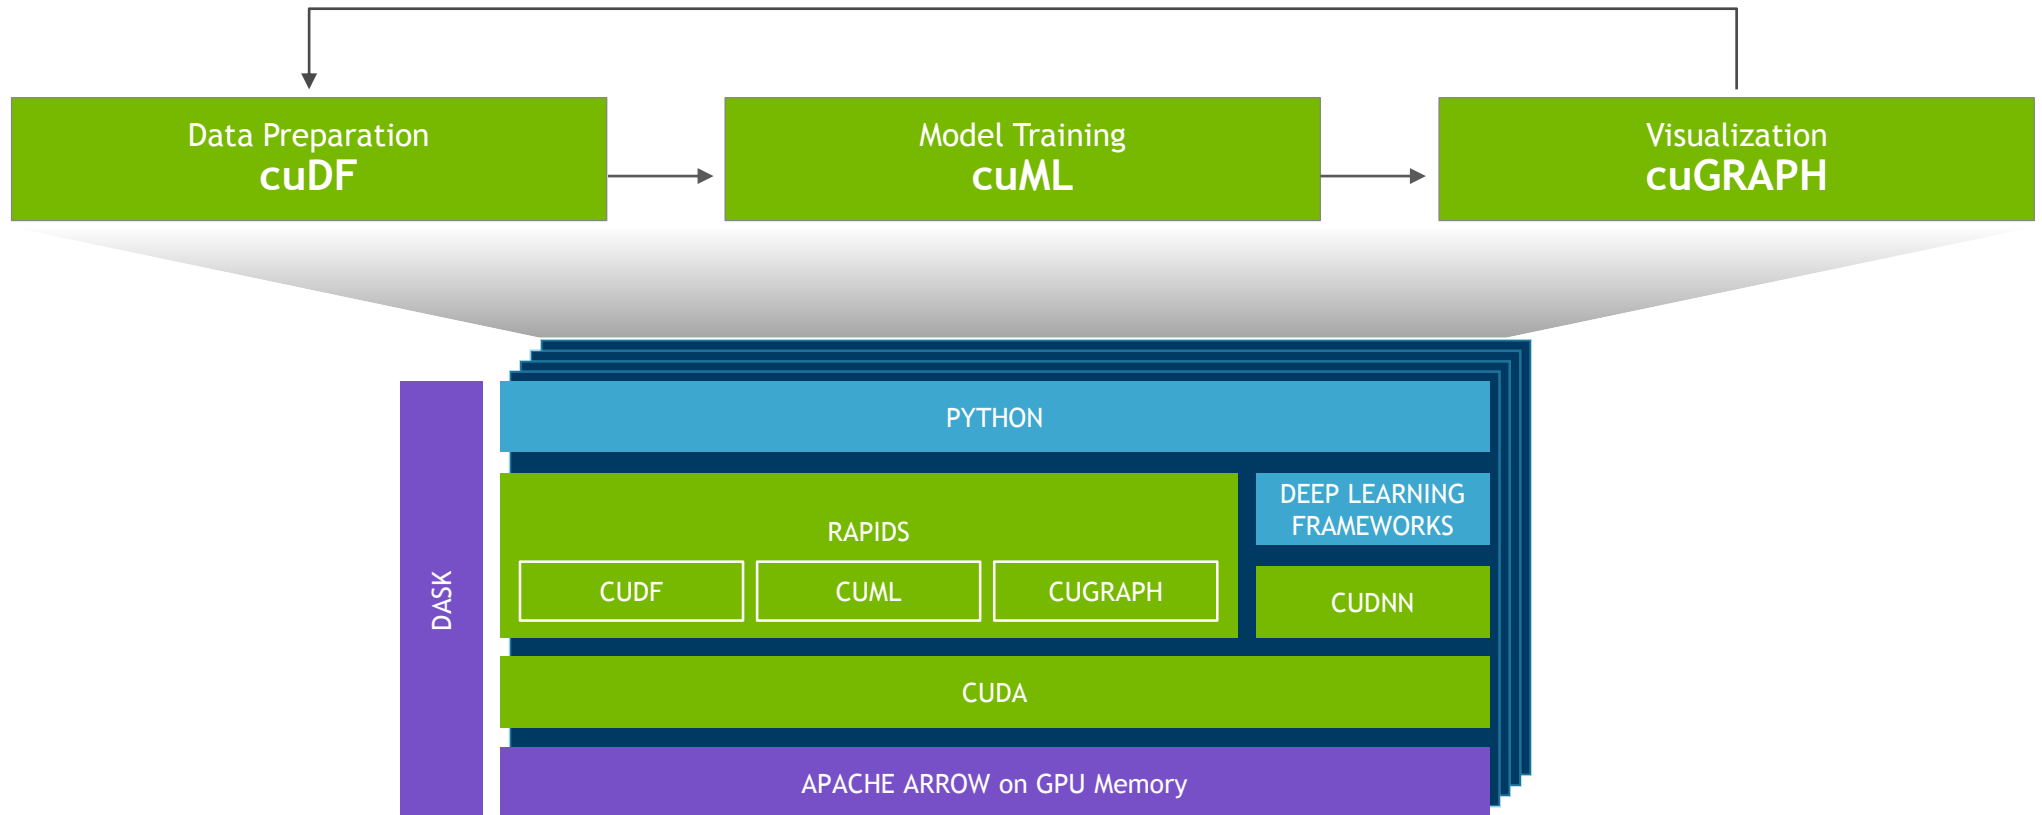 Data Preparation
cuDF
Model Training
cuML
Visualization
cuGRAPH
DASK
PYTHON
RAPIDS
CUDF
CUML
CUGRAPH
DEEP LEARNING
FRAMEWORKS
CUDNN
CUDA
APACHE ARROW on GPU Memory